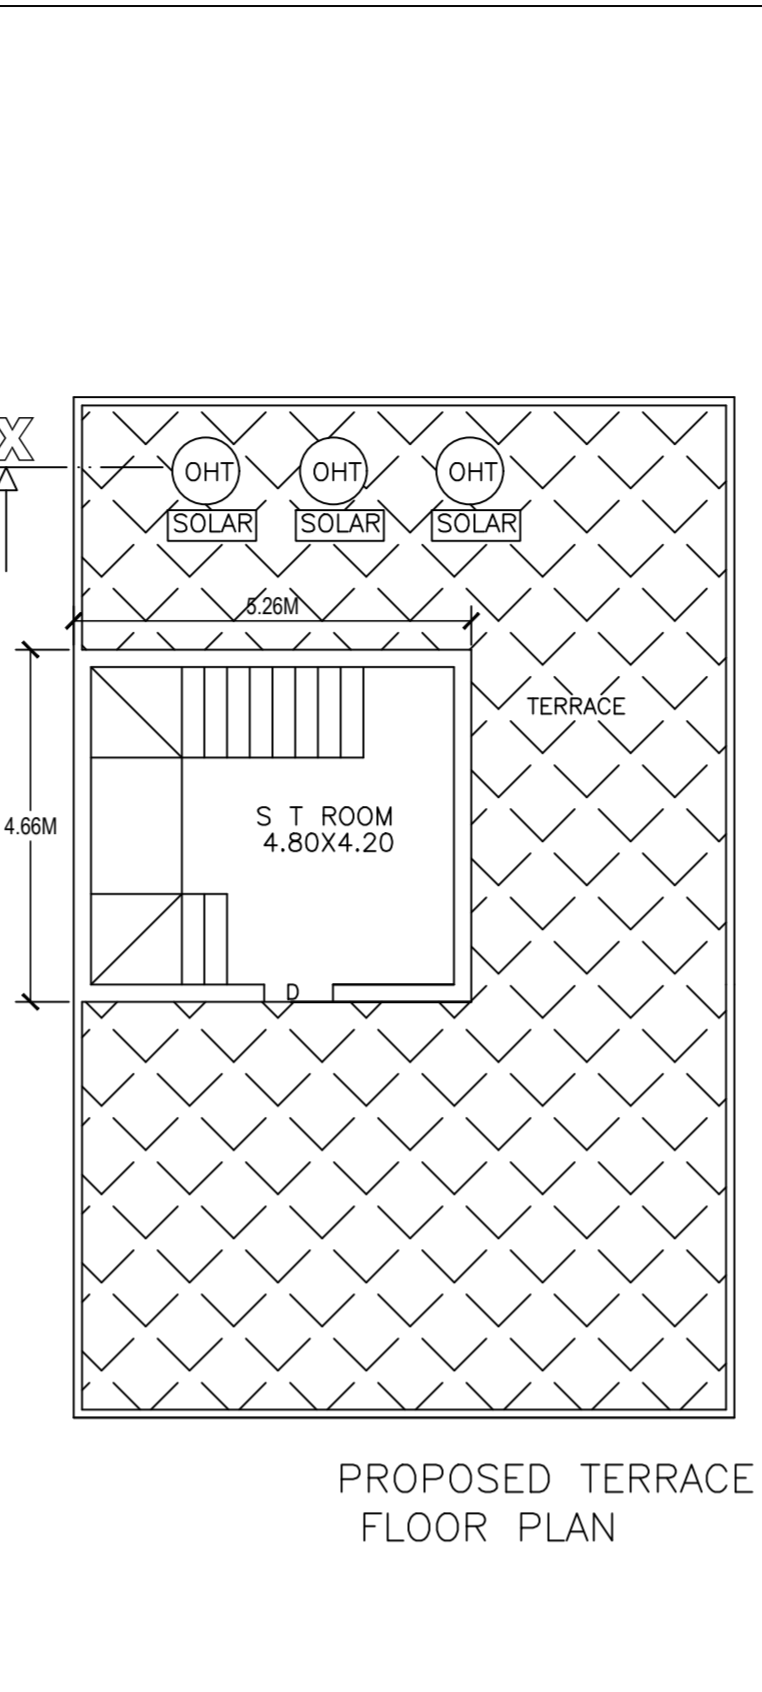 X
OHT OHT OHT
SOLAR SOLAR SOLAR
5.26M
TERRACE
4.66M
S T ROOM
4.80X4.20
D
PROPOSED TERRACE
FLOOR PLAN